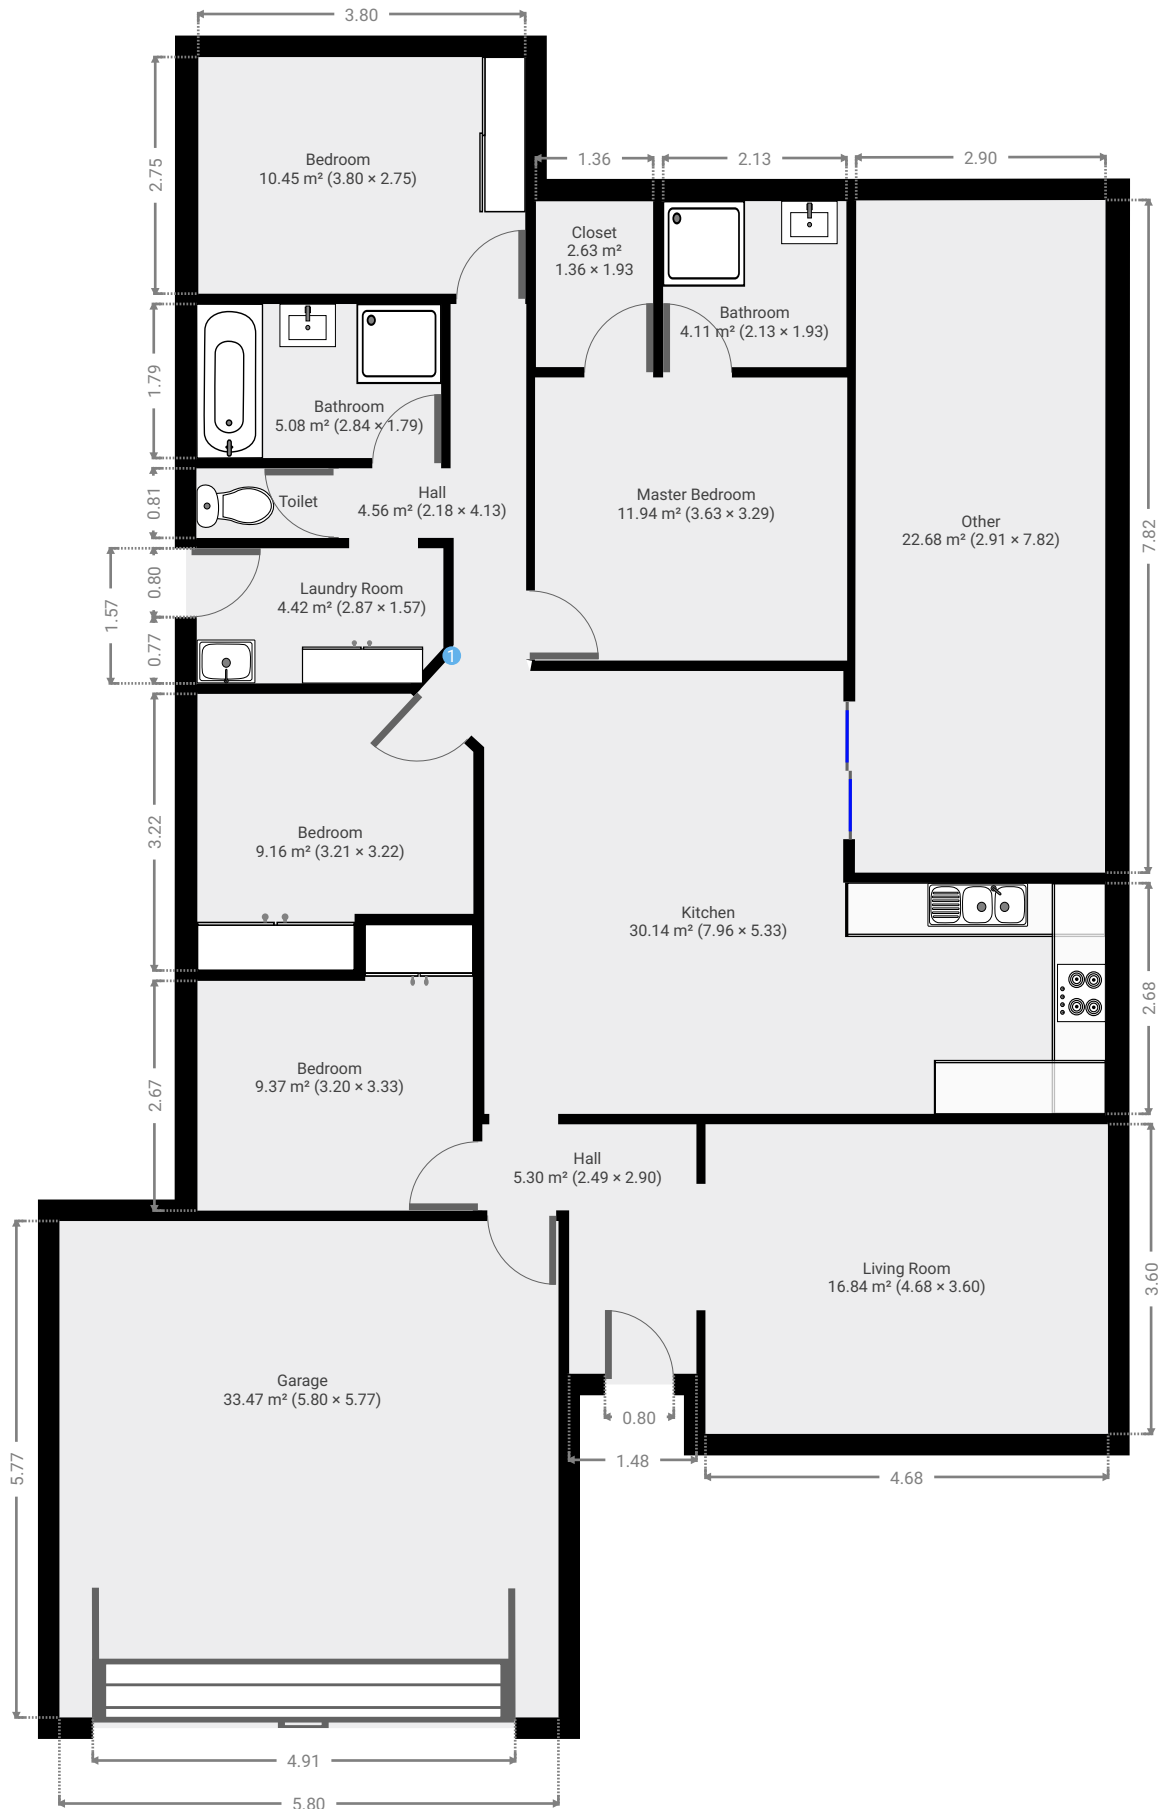 3.80
2.75
Bedroom
10.45 m² (3.80 × 2.75)
1.36
2.13
2.90
Closet
2.63 m²
1.36 × 1.93
Bathroom
4.11 m² (2.13 × 1.93)
1.79
Bathroom
5.08 m² (2.84 × 1.79)
0.81
Toilet
Hall
4.56 m² (2.18 × 4.13)
Master Bedroom
11.94 m² (3.63 × 3.29)
Other
22.68 m² (2.91 × 7.82)
7.82
1.57
0.80
0.77
Laundry Room
4.42 m² (2.87 × 1.57)
1
3.22
Bedroom
9.16 m² (3.21 × 3.22)
Kitchen
30.14 m² (7.96 × 5.33)
2.68
2.67
Bedroom
9.37 m² (3.20 × 3.33)
Hall
5.30 m² (2.49 × 2.90)
Living Room
16.84 m² (4.68 × 3.60)
3.60
Garage
33.47 m² (5.80 × 5.77)
5.77
0.80
1.48
4.68
4.91
5.80